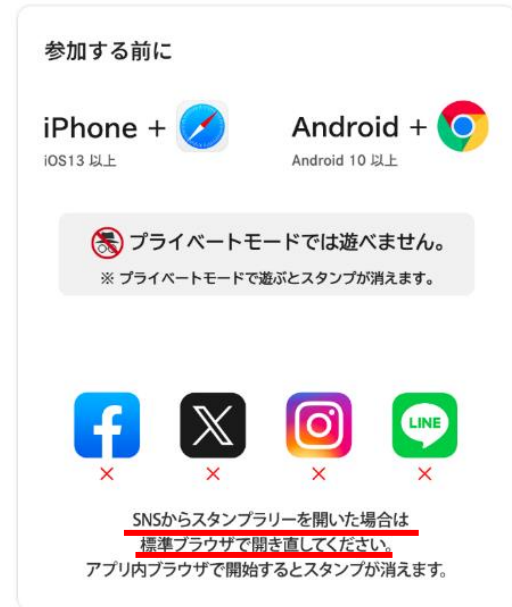 参加する前に
iPhone +
Android +
iOS13 以上
Android 10 以上
プライベートモードでは遊べません。
※ プライベートモードで遊ぶとスタンプが消えます。
f
X
LINE
× × × ×
SNSからスタンプラリーを開いた場合は
標準ブラウザで開き直してください。
アプリ内ブラウザで開始するとスタンプが消えます。